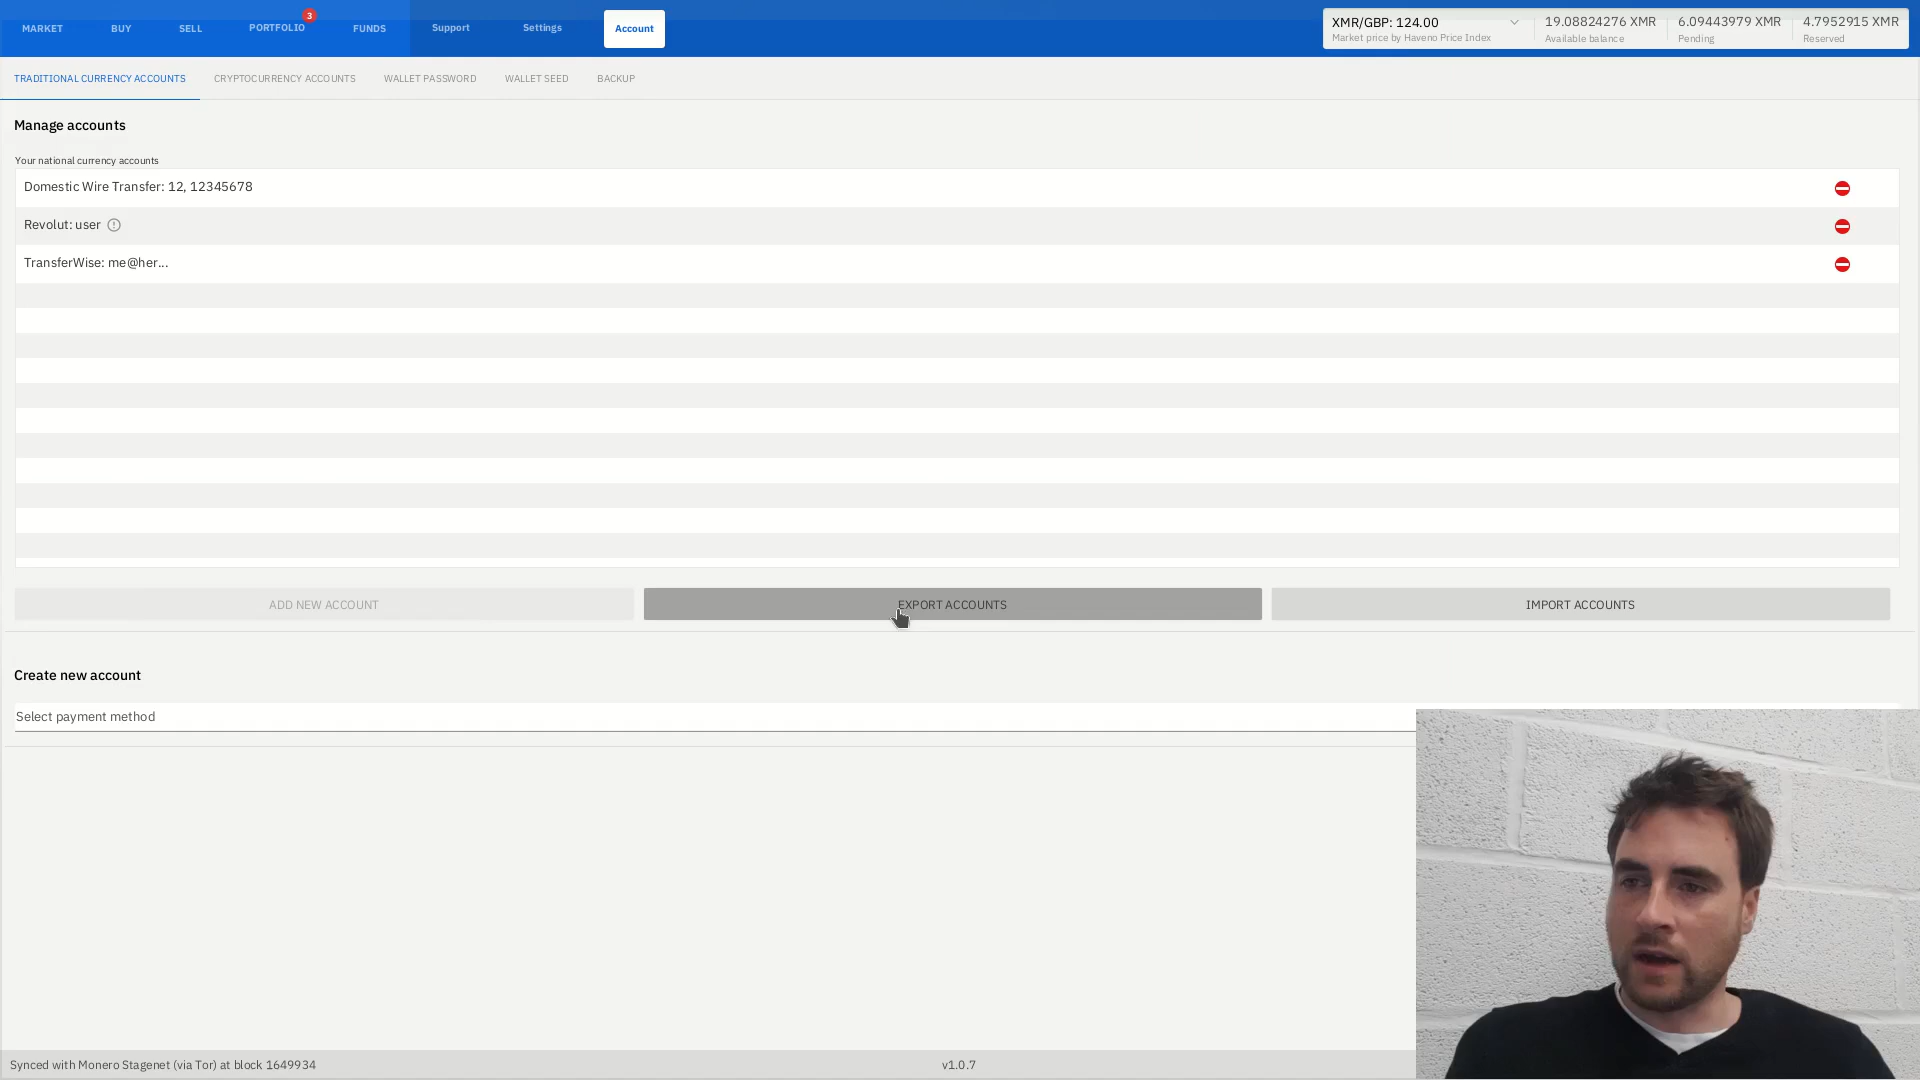 MARKET BUY SELL PORTFOLIO 3 FUNDS Support Settings Account
XMR/GBP: 124.00 19.08824276 XMR 6.09443979 XMR 4.7952915 XMR
Market price by Haveno Price Index Available balance Pending Reserved
TRADITIONAL CURRENCY ACCOUNTS CRYPTOCURRENCY ACCOUNTS WALLET PASSWORD WALLET SEED BACKUP
Manage accounts
Your national currency accounts
Domestic Wire Transfer: 12, 12345678
Revolut: user
TransferWise: me@her...
ADD NEW ACCOUNT EXPORT ACCOUNTS IMPORT ACCOUNTS
Create new account
Select payment method
Synced with Monero Stagenet (via Tor) at block 1649934 v1.0.7